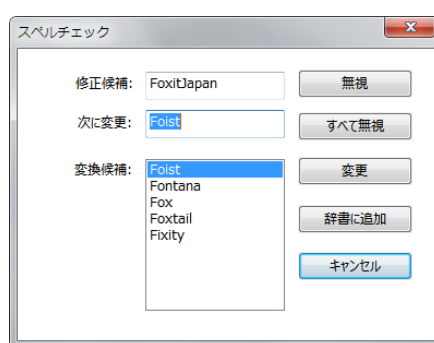 スペルチェック
修正候補: FoxitJapan 無視
次に変更: Foist すべて無視
変換候補: Foist 変更
Fontana
Fox
Foxtail 辞書に追加
Fixity
キャンセル